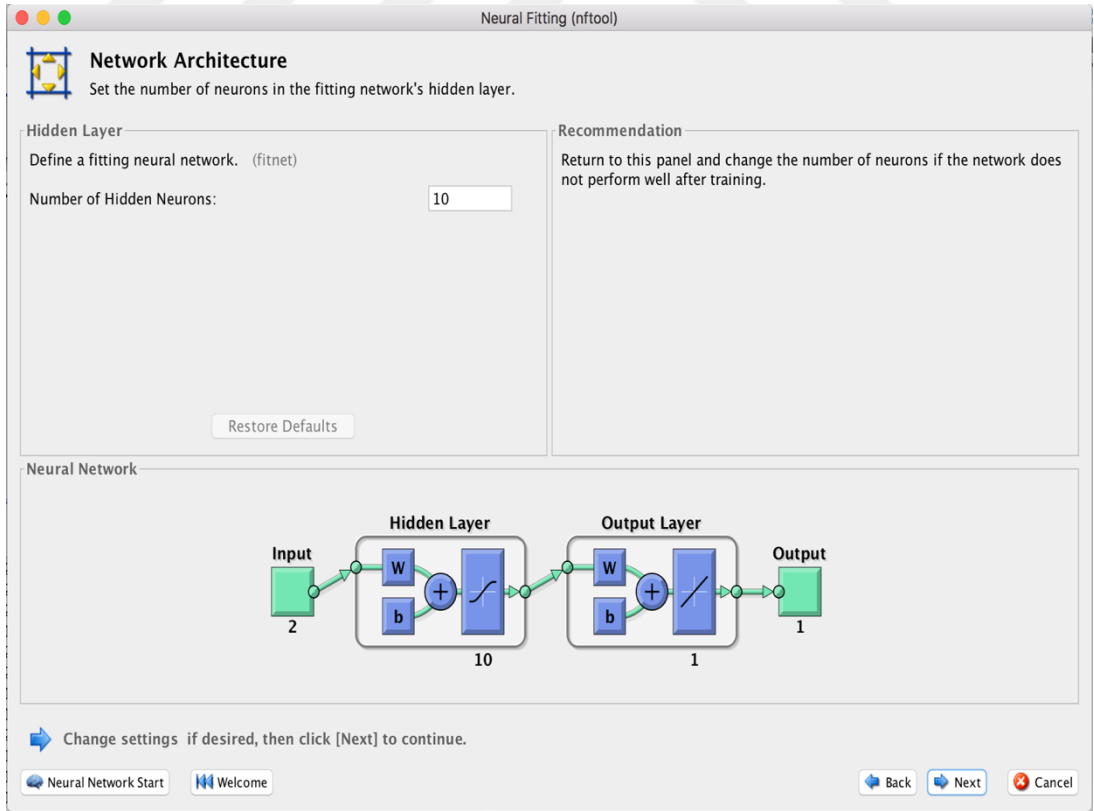 Neural Fitting (nftool)
Network Architecture
Set the number of neurons in the fitting network's hidden layer.
Hidden Layer
Define a fitting neural network. (fitnet)
Number of Hidden Neurons:
10
Restore Defaults
Recommendation
Return to this panel and change the number of neurons if the network does
not perform well after training.
Neural Network
Hidden Layer
Output Layer
Input
Output
W
b
+
W
b
+
2
10
1
1
Change settings if desired, then click [Next] to continue.
Neural Network Start
Welcome
Back
Next
Cancel